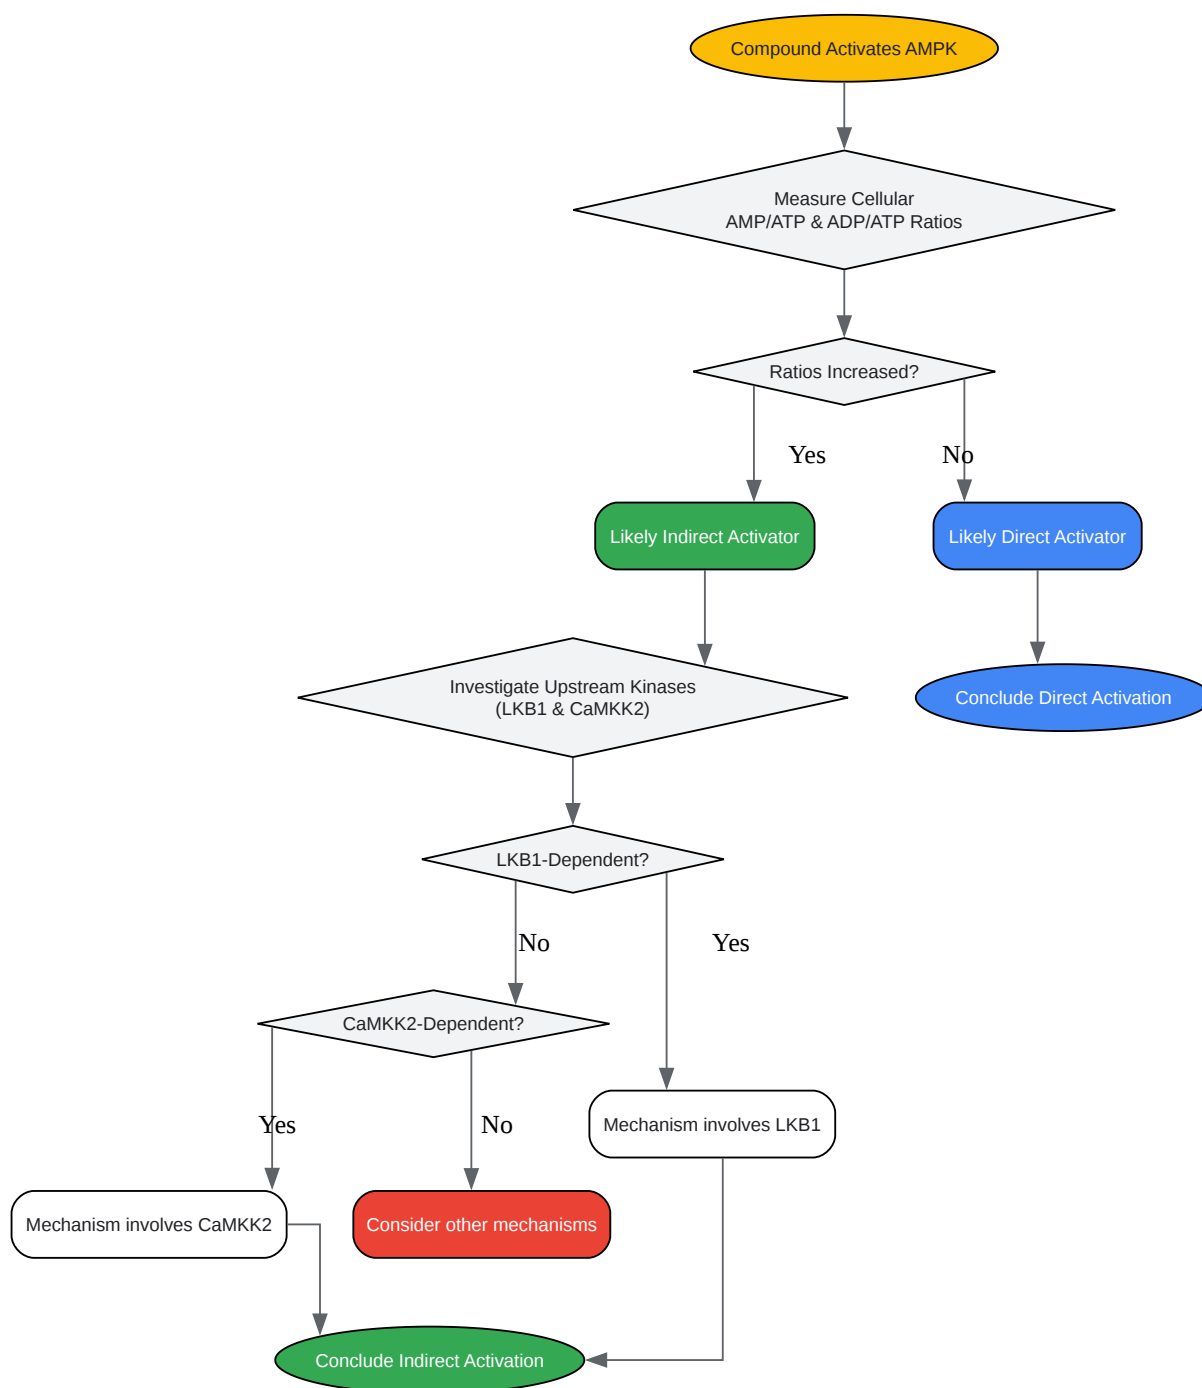 Compound Activates AMPK
Measure Cellular
AMP/ATP & ADP/ATP Ratios
Ratios Increased?
Yes
No
Likely Indirect Activator
Likely Direct Activator
Investigate Upstream Kinases
(LKB1 & CaMKK2)
Conclude Direct Activation
LKB1-Dependent?
No
Yes
CaMKK2-Dependent?
Yes
No
Mechanism involves LKB1
Mechanism involves CaMKK2
Consider other mechanisms
Conclude Indirect Activation